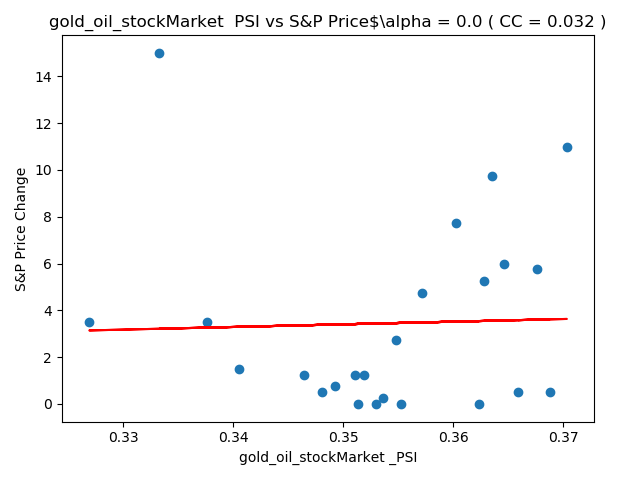 gold_oil_stockMarket  PSI vs S&P Price$\alpha = 0.0 ( CC = 0.032 )
S&P Price Change
14
12
10
8
6
4
2
0
0.33 0.34 0.35 0.36 0.37
gold_oil_stockMarket _PSI